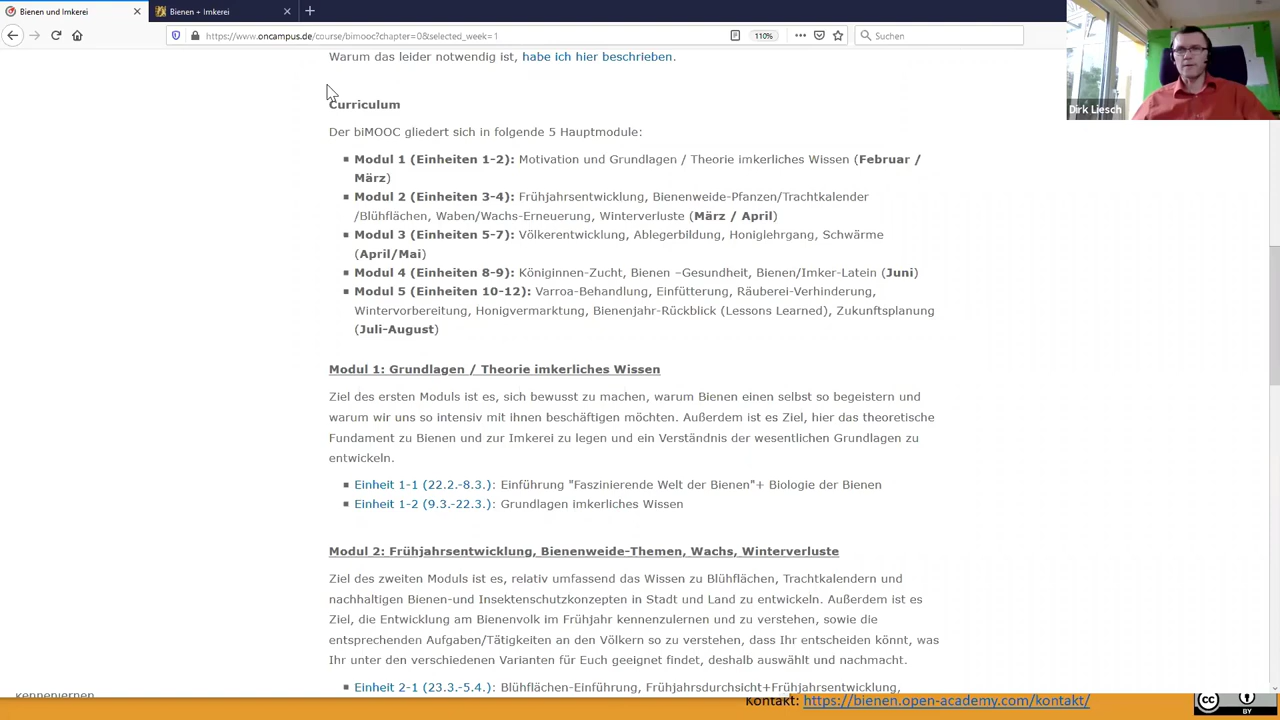 Bienen und Imkerei
Bienen + Imkerei
https://www.oncampus.de/course/bimooc?chapter=0&selected_week=1
110%
Suchen
Warum das leider notwendig ist, habe ich hier beschrieben.
Dirk Liesch
Curriculum
Der biMOOC gliedert sich in folgende 5 Hauptmodule:
Modul 1 (Einheiten 1-2): Motivation und Grundlagen / Theorie imkerliches Wissen (Februar /
März)
Modul 2 (Einheiten 3-4): Frühjahrsentwicklung, Bienenweide-Pfanzen/Trachtkalender
/Blühflächen, Waben/Wachs-Erneuerung, Winterverluste (März / April)
Modul 3 (Einheiten 5-7): Völkerentwicklung, Ablegerbildung, Honiglehrgang, Schwärme
(April/Mai)
Modul 4 (Einheiten 8-9): Königinnen-Zucht, Bienen –Gesundheit, Bienen/Imker-Latein (Juni)
Modul 5 (Einheiten 10-12): Varroa-Behandlung, Einfütterung, Räuberei-Verhinderung,
Wintervorbereitung, Honigvermarktung, Bienenjahr-Rückblick (Lessons Learned), Zukunftsplanung
(Juli-August)
Modul 1: Grundlagen / Theorie imkerliches Wissen
Ziel des ersten Moduls ist es, sich bewusst zu machen, warum Bienen einen selbst so begeistern und
warum wir uns so intensiv mit ihnen beschäftigen möchten. Außerdem ist es Ziel, hier das theoretische
Fundament zu Bienen und zur Imkerei zu legen und ein Verständnis der wesentlichen Grundlagen zu
entwickeln.
Einheit 1-1 (22.2.-8.3.): Einführung "Faszinierende Welt der Bienen"+ Biologie der Bienen
Einheit 1-2 (9.3.-22.3.): Grundlagen imkerliches Wissen
Modul 2: Frühjahrsentwicklung, Bienenweide-Themen, Wachs, Winterverluste
Ziel des zweiten Moduls ist es, relativ umfassend das Wissen zu Blühflächen, Trachtkalendern und
nachhaltigen Bienen-und Insektenschutzkonzepten in Stadt und Land zu entwickeln. Außerdem ist es
Ziel, die Entwicklung am Bienenvolk im Frühjahr kennenzulernen und zu verstehen, sowie die
entsprechenden Aufgaben/Tätigkeiten an den Völkern so zu verstehen, dass Ihr entscheiden könnt, was
Ihr unter den verschiedenen Varianten für Euch geeignet findet, deshalb auswählt und nachmacht.
Einheit 2-1 (23.3.-5.4.): Blühflächen-Einführung, Frühjahrsdurchsicht+Frühjahrsentwicklung,
kennenlernen
Kontakt: https://bienen.open-academy.com/kontakt/
cc
BY